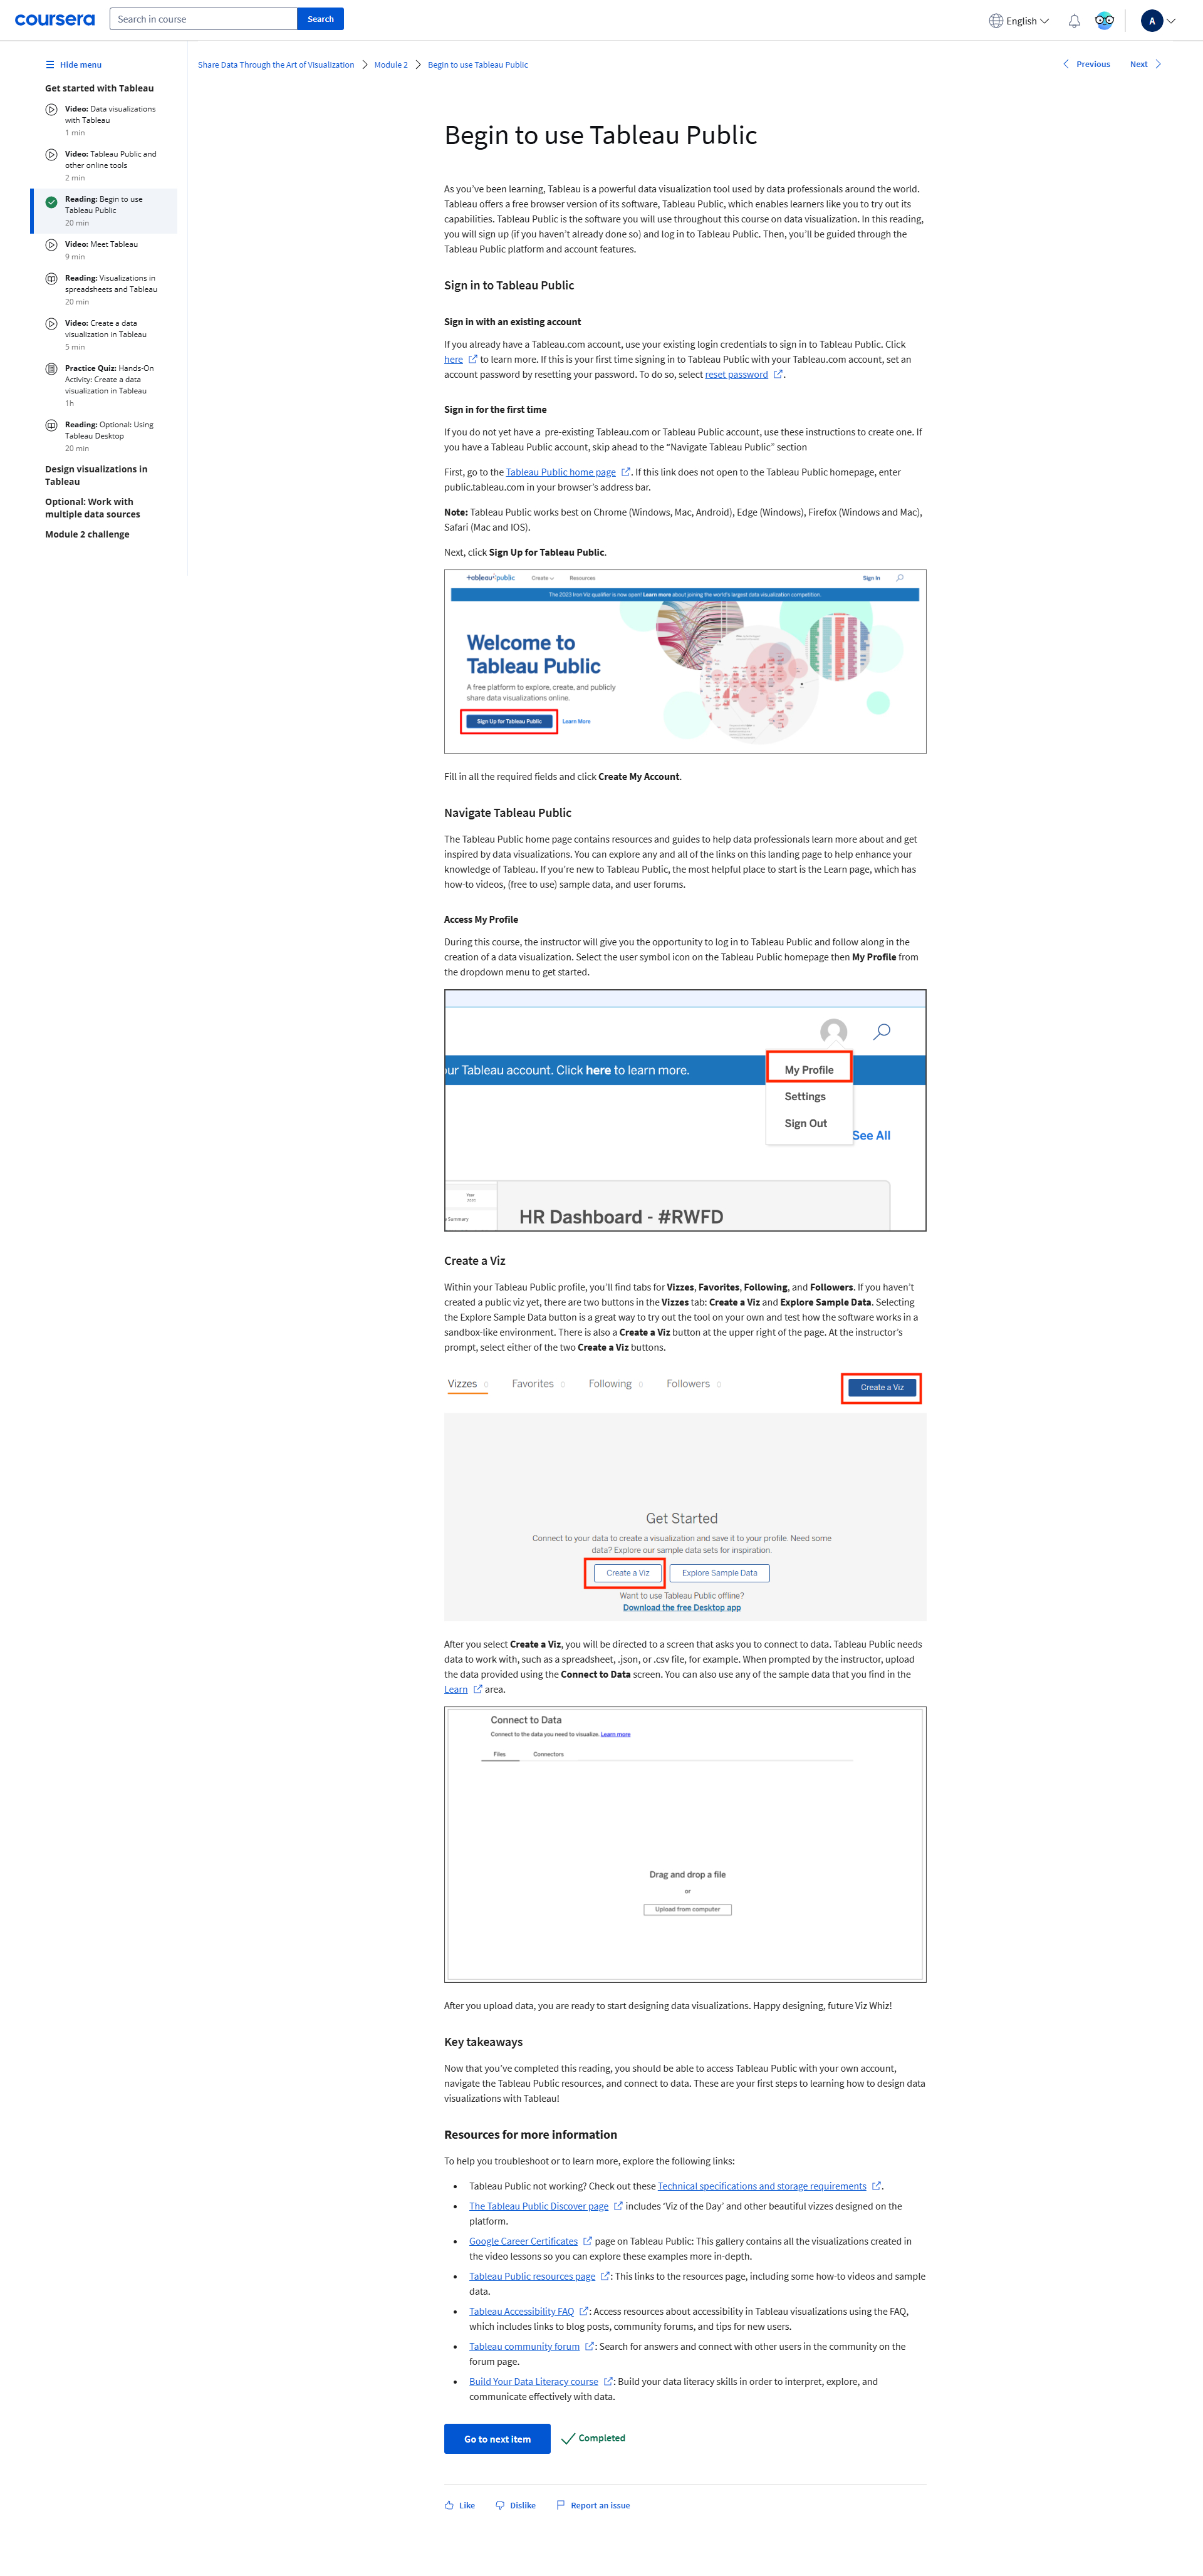 coursera
Search in course
Search
English
A
Hide menu
Get started with Tableau
Video: Data visualizations
with Tableau
1 min
Video: Tableau Public and
other online tools
2 min
Reading: Begin to use
Tableau Public
20 min
Video: Meet Tableau
9 min
Reading: Visualizations in
spreadsheets and Tableau
20 min
Video: Create a data
visualization in Tableau
5 min
Practice Quiz: Hands-On
Activity: Create a data
visualization in Tableau
1h
Reading: Optional: Using
Tableau Desktop
20 min
Design visualizations in
Tableau
Optional: Work with
multiple data sources
Module 2 challenge
Share Data Through the Art of Visualization
Module 2
Begin to use Tableau Public
Previous
Next
Begin to use Tableau Public
As you’ve been learning, Tableau is a powerful data visualization tool used by data professionals around the world.
Tableau offers a free browser version of its software, Tableau Public, which enables learners like you to try out its
capabilities. Tableau Public is the software you will use throughout this course on data visualization. In this reading,
you will sign up (if you haven’t already done so) and log in to Tableau Public. Then, you’ll be guided through the
Tableau Public platform and account features.
Sign in to Tableau Public
Sign in with an existing account
If you already have a Tableau.com account, use your existing login credentials to sign in to Tableau Public. Click
here to learn more. If this is your first time signing in to Tableau Public with your Tableau.com account, set an
account password by resetting your password. To do so, select reset password .
Sign in for the first time
If you do not yet have a pre-existing Tableau.com or Tableau Public account, use these instructions to create one. If
you have a Tableau Public account, skip ahead to the “Navigate Tableau Public” section
First, go to the Tableau Public home page . If this link does not open to the Tableau Public homepage, enter
public.tableau.com in your browser’s address bar.
Note: Tableau Public works best on Chrome (Windows, Mac, Android), Edge (Windows), Firefox (Windows and Mac),
Safari (Mac and IOS).
Next, click Sign Up for Tableau Public.
tableau public
Create
Resources
Sign In
The 2023 Iron Viz qualifier is now open! Learn more about joining the world's largest data visualization competition.
Welcome to
Tableau Public
A free platform to explore, create, and publicly
share data visualizations online.
Sign Up for Tableau Public
Learn More
Fill in all the required fields and click Create My Account.
Navigate Tableau Public
The Tableau Public home page contains resources and guides to help data professionals learn more about and get
inspired by data visualizations. You can explore any and all of the links on this landing page to help enhance your
knowledge of Tableau. If you’re new to Tableau Public, the most helpful place to start is the Learn page, which has
how-to videos, (free to use) sample data, and user forums.
Access My Profile
During this course, the instructor will give you the opportunity to log in to Tableau Public and follow along in the
creation of a data visualization. Select the user symbol icon on the Tableau Public homepage then My Profile from
the dropdown menu to get started.
ur Tableau account. Click here to learn more.
My Profile
Settings
Sign Out
See All
Year
Summary
HR Dashboard - #RWFD
Create a Viz
Within your Tableau Public profile, you’ll find tabs for Vizzes, Favorites, Following, and Followers. If you haven’t
created a public viz yet, there are two buttons in the Vizzes tab: Create a Viz and Explore Sample Data. Selecting
the Explore Sample Data button is a great way to try out the tool on your own and test how the software works in a
sandbox-like environment. There is also a Create a Viz button at the upper right of the page. At the instructor’s
prompt, select either of the two Create a Viz buttons.
Vizzes 0
Favorites 0
Following 0
Followers 0
Create a Viz
Get Started
Connect to your data to create a visualization and save it to your profile. Need some
data? Explore our sample data sets for inspiration.
Create a Viz
Explore Sample Data
Want to use Tableau Public offline?
Download the free Desktop app
After you select Create a Viz, you will be directed to a screen that asks you to connect to data. Tableau Public needs
data to work with, such as a spreadsheet, .json, or .csv file, for example. When prompted by the instructor, upload
the data provided using the Connect to Data screen. You can also use any of the sample data that you find in the
Learn area.
Connect to Data
Connect to the data you need to visualize. Learn more
Files
Connectors
Drag and drop a file
or
Upload from computer
After you upload data, you are ready to start designing data visualizations. Happy designing, future Viz Whiz!
Key takeaways
Now that you’ve completed this reading, you should be able to access Tableau Public with your own account,
navigate the Tableau Public resources, and connect to data. These are your first steps to learning how to design data
visualizations with Tableau!
Resources for more information
To help you troubleshoot or to learn more, explore the following links:
• Tableau Public not working? Check out these Technical specifications and storage requirements .
• The Tableau Public Discover page includes ‘Viz of the Day’ and other beautiful vizzes designed on the
platform.
• Google Career Certificates page on Tableau Public: This gallery contains all the visualizations created in
the video lessons so you can explore these examples more in-depth.
• Tableau Public resources page : This links to the resources page, including some how-to videos and sample
data.
• Tableau Accessibility FAQ : Access resources about accessibility in Tableau visualizations using the FAQ,
which includes links to blog posts, community forums, and tips for new users.
• Tableau community forum : Search for answers and connect with other users in the community on the
forum page.
• Build Your Data Literacy course : Build your data literacy skills in order to interpret, explore, and
communicate effectively with data.
Go to next item
Completed
Like
Dislike
Report an issue